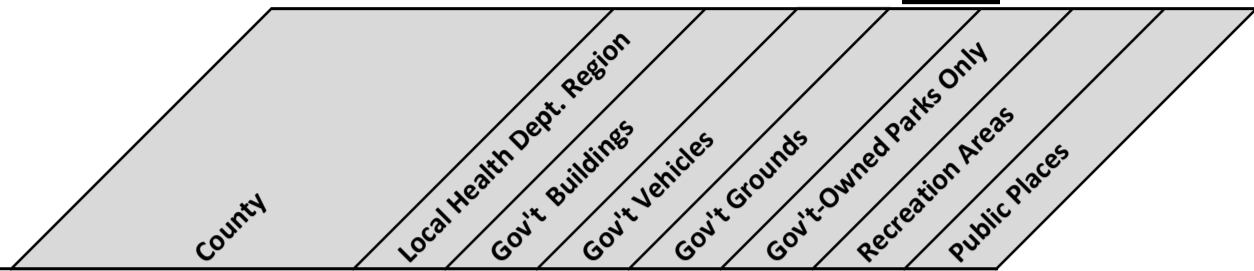 County
Local Health Dept. Region
Gov't Buildings
Gov't Vehicles
Gov't Grounds
Gov't-Owned Parks Only
Recreation Areas
Public Places